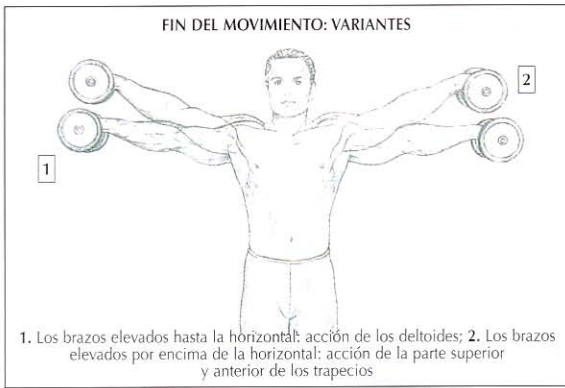 FIN DEL MOVIMIENTO: VARIANTES
2
1
1. Los brazos elevados hasta la horizontal: acción de los deltoides; 2. Los brazos
elevados por encima de la horizontal: acción de la parte superior
y anterior de los trapecios